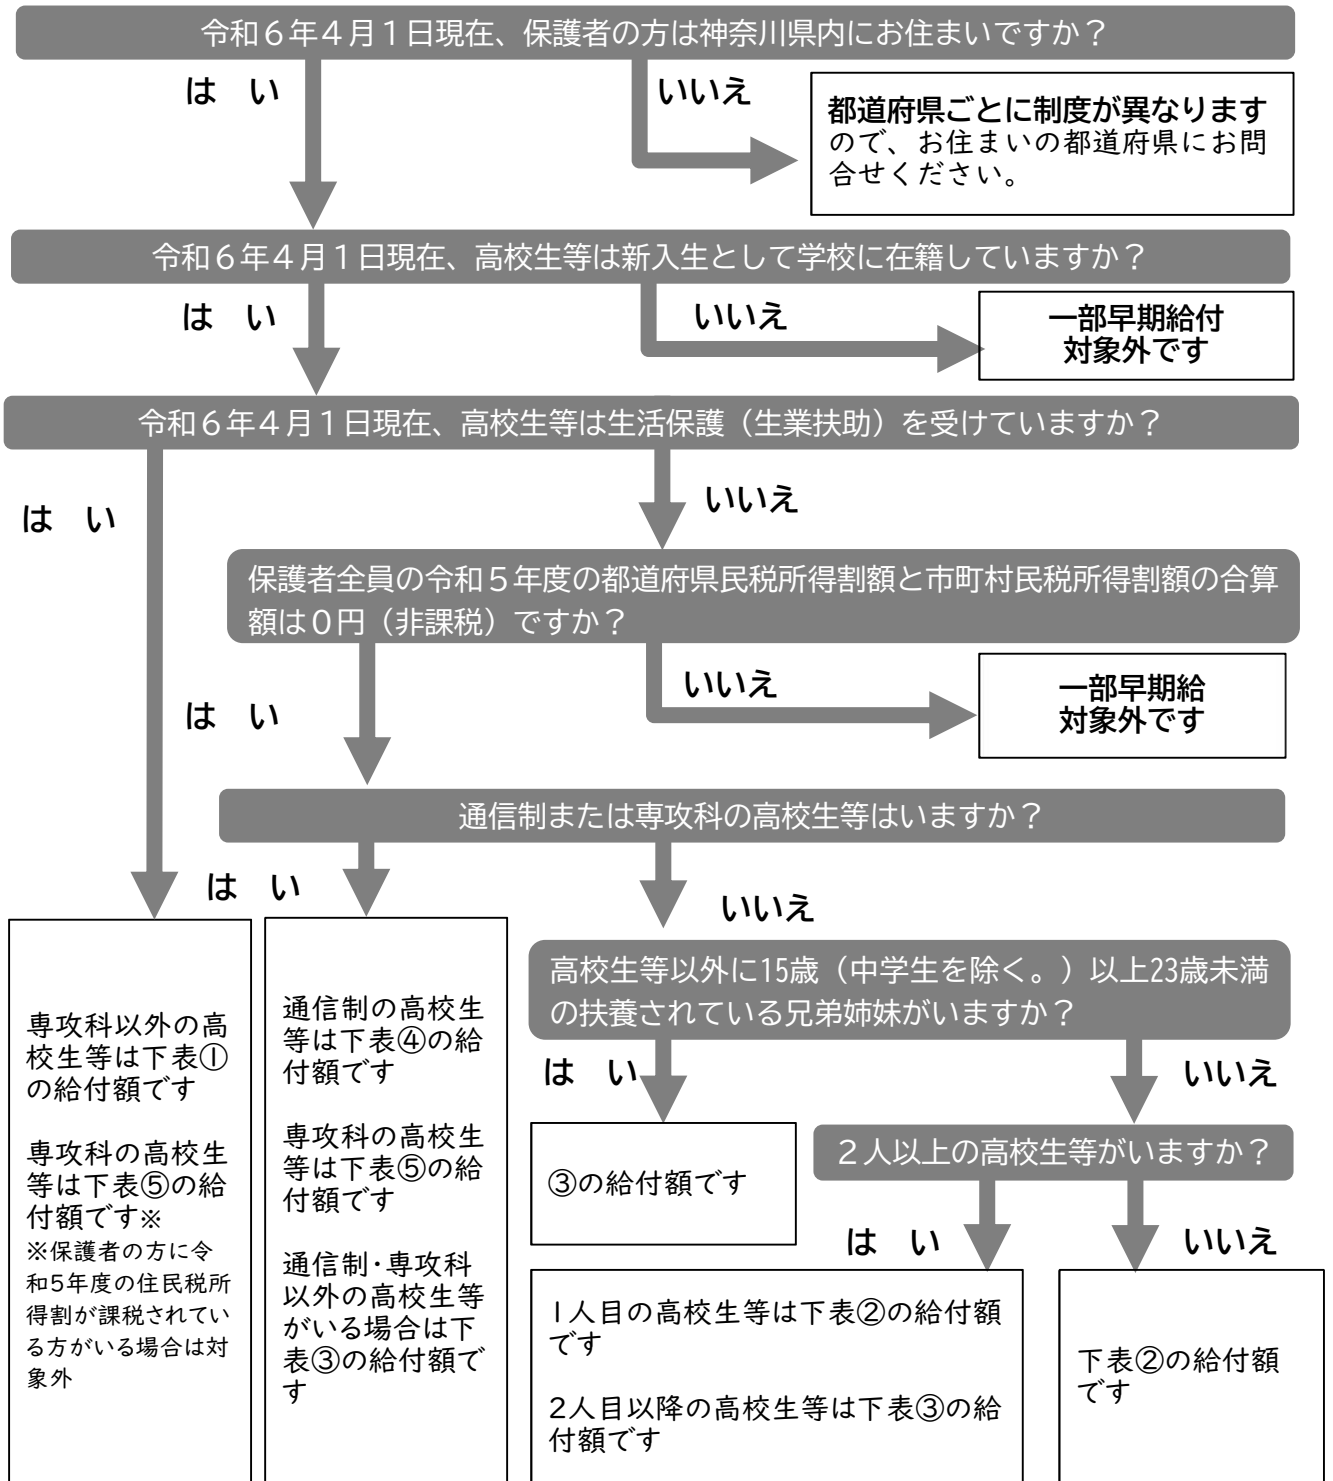 令和６年４月１日現在、保護者の方は神奈川県内にお住まいですか？
は　い
いいえ
都道府県ごとに制度が異なります
ので、お住まいの都道府県にお問
合せください。
令和６年４月１日現在、高校生等は新入生として学校に在籍していますか？
は　い
いいえ
一部早期給付
対象外です
令和６年４月１日現在、高校生等は生活保護（生業扶助）を受けていますか？
は　い
いいえ
保護者全員の令和５年度の都道府県民税所得割額と市町村民税所得割額の合算
額は０円（非課税）ですか？
は　い
いいえ
一部早期給
対象外です
通信制または専攻科の高校生等はいますか？
は　い
いいえ
専攻科以外の高
校生等は下表①
の給付額です
専攻科の高校生
等は下表⑤の給
付額です※
※保護者の方に令
和5年度の住民税所
得割が課税されてい
る方がいる場合は対
象外
通信制の高校生
等は下表④の給
付額です
専攻科の高校生
等は下表⑤の給
付額です
通信制・専攻科
以外の高校生等
がいる場合は下
表③の給付額で
す
高校生等以外に15歳（中学生を除く。）以上23歳未満
の扶養されている兄弟姉妹がいますか？
は　い
いいえ
③の給付額です
２人以上の高校生等がいますか？
は　い
いいえ
1人目の高校生等は下表②の給付額
です
2人目以降の高校生等は下表③の給
付額です
下表②の給付額
です